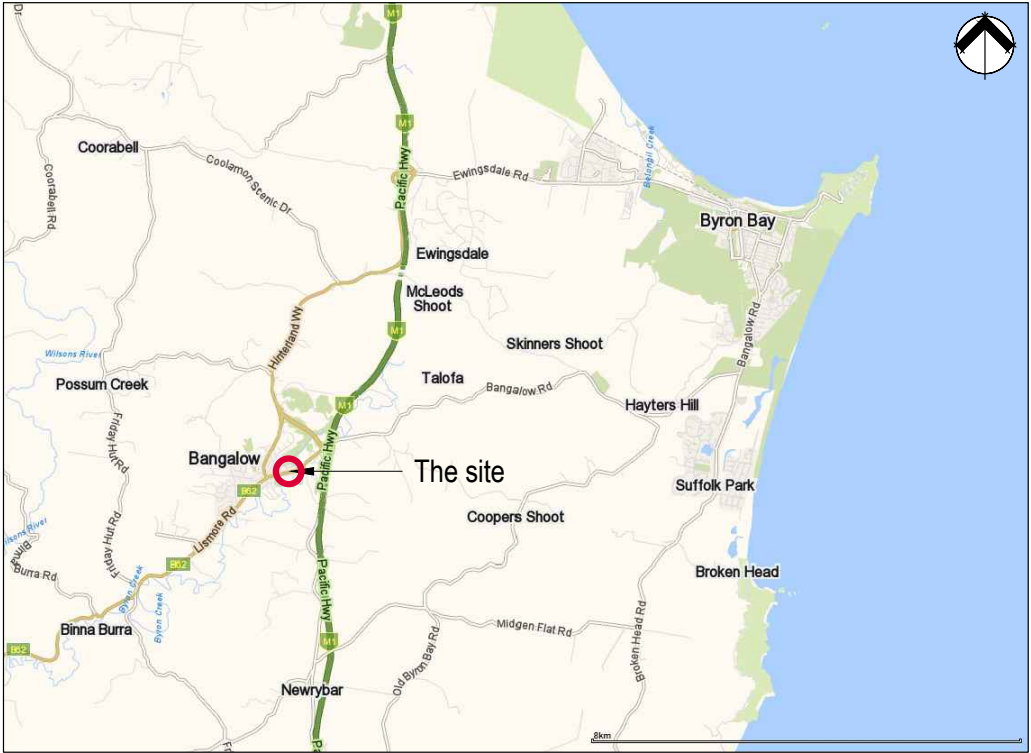 M1
Coorabell
M1
Coolamon Scenic Dr
Coorabell Rd
Pacific Hwy
Ewingsdale Rd
Belongil Creek
Byron Bay
Ewingsdale
McLeods
Shoot
M1
Hinterland Wy
Bangalow Rd
Skinners Shoot
Wilsons River
Possum Creek
Talofa
Bangalow Rd
Hayters Hill
M1
Friday Hut Rd
Bangalow
Pacific Hwy
The site
B62
Suffolk Park
Lismore Rd
Coopers Shoot
Friday Hut Rd
B62
Burra Rd
Byron Creek
Byron Creek
Pacific Hwy
Broken Head
Binna Burra
Midgen Flat Rd
Broken Head Rd
B62
M1
Old Byron Bay Rd
Newrybar
8km